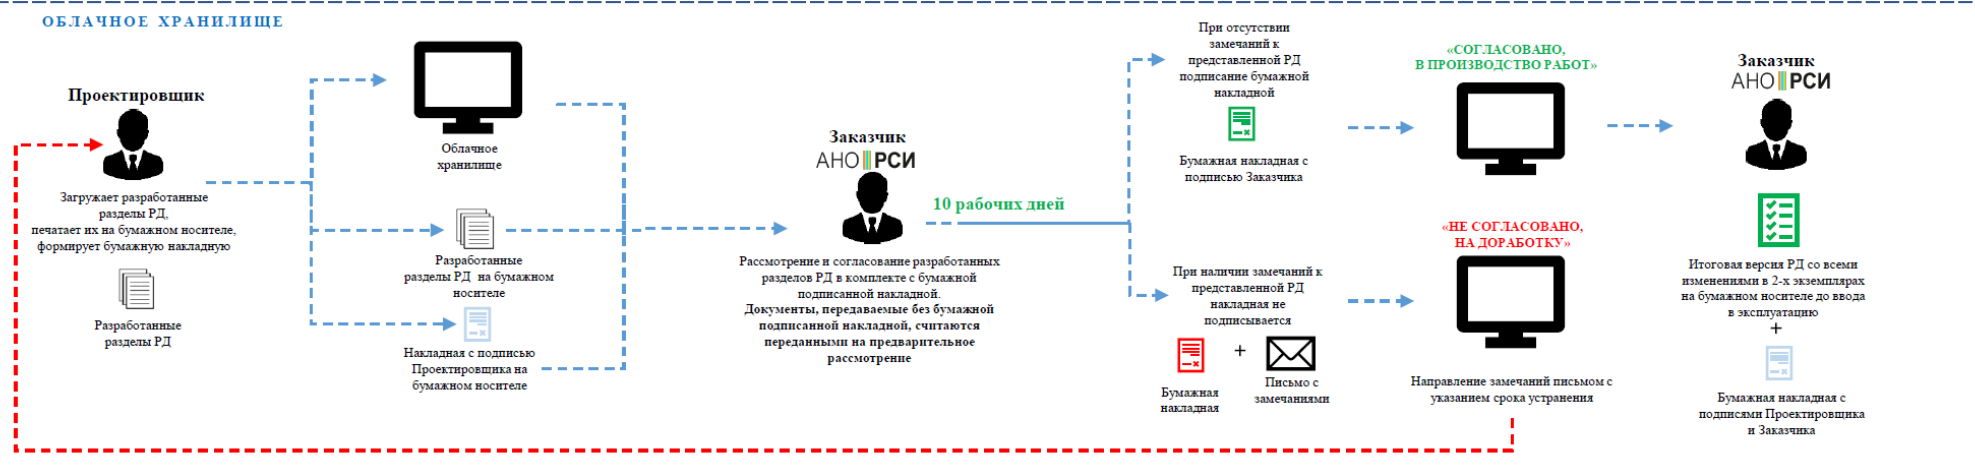 ОБЛАЧНОЕ ХРАНИЛИЩЕ
Проектировщик
Загружает разработанные
разделы РД,
печатает их на бумажном носителе,
формирует бумажную накладную
Разработанные
разделы РД
Облачное
хранилище
Разработанные
разделы РД на бумажном
носителе
Накладная с подписью
Проектировщика на
бумажном носителе
Заказчик
АНО РСИ
Рассмотрение и согласование разработанных
разделов РД в комплекте с бумажной
подписанной накладной.
Документы, передаваемые без бумажной
подписанной накладной, считаются
переданными на предварительное
рассмотрение
10 рабочих дней
При отсутствии
замечаний к
представленной РД
подписание бумажной
накладной
Бумажная накладная с
подписью Заказчика
При наличии замечаний к
представленной РД
накладная не
подписывается
+
Бумажная
накладная
Письмо с
замечаниями
«СОГЛАСОВАНО,
В ПРОИЗВОДСТВО РАБОТ»
«НЕ СОГЛАСОВАНО,
НА ДОРАБОТКУ»
Направление замечаний письмом с
указанием срока устранения
Заказчик
АНО РСИ
Итоговая версия РД со всеми
изменениями в 2-х экземплярах
на бумажном носителе до ввода
в эксплуатацию
+
Бумажная накладная с
подписями Проектировщика
и Заказчика